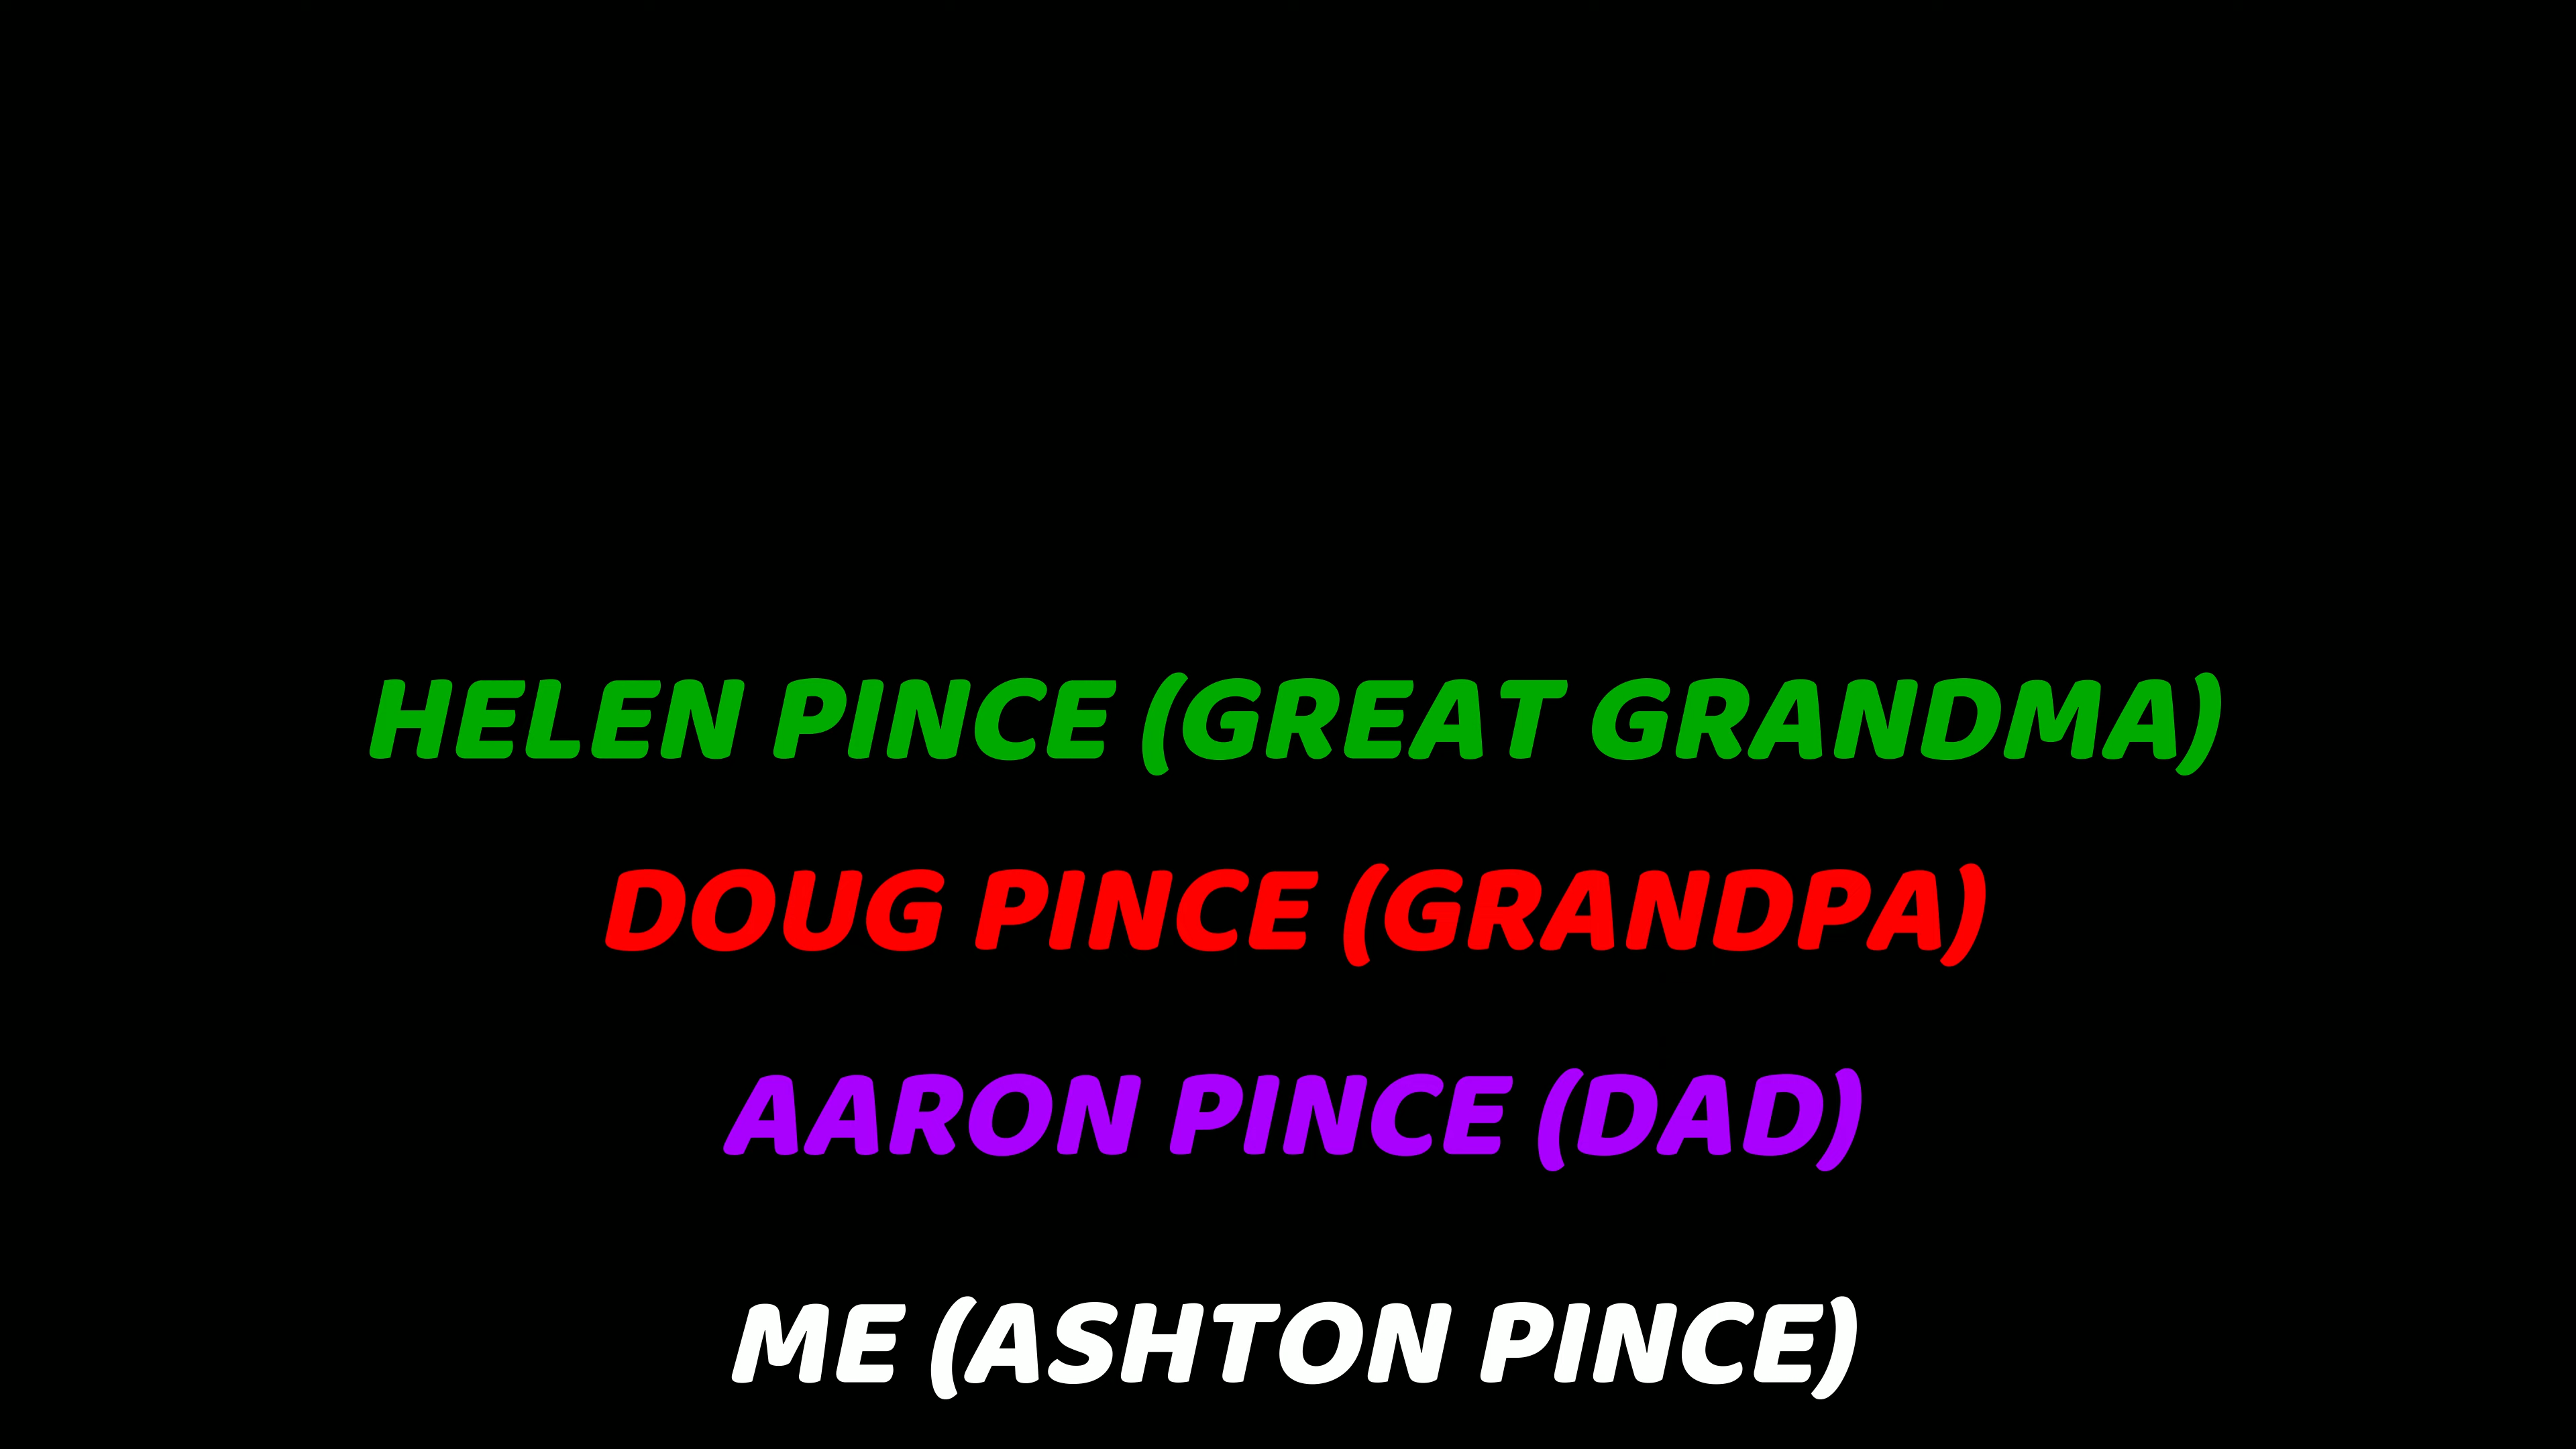 HELEN PINCE (GREAT GRANDMA)
DOUG PINCE (GRANDPA)
AARON PINCE (DAD)
ME (ASHTON PINCE)